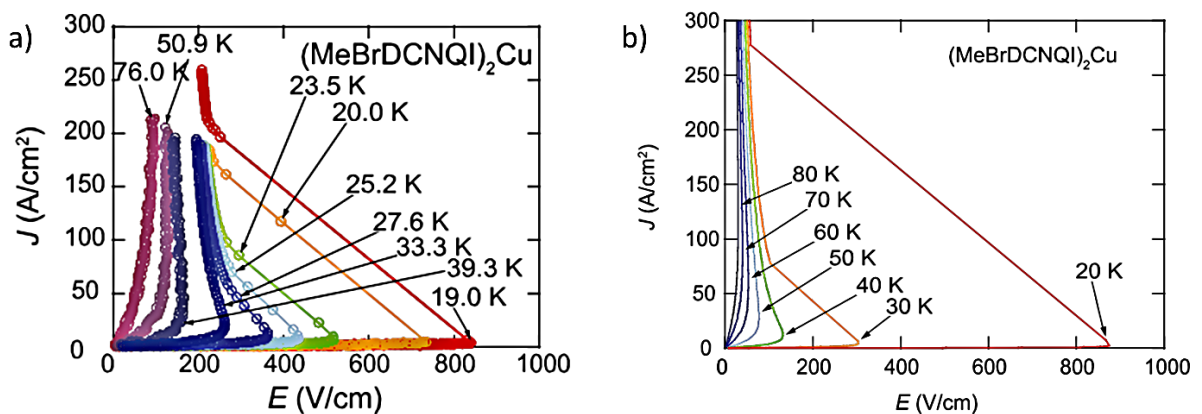 a)
300
250
200
150
100
50
0
J (A/cm²)
0
200
400
600
800
1000
E (V/cm)
(MeBrDCNQI)₂Cu
50.9 K
76.0 K
23.5 K
20.0 K
25.2 K
27.6 K
33.3 K
39.3 K
19.0 K
b)
300
250
200
150
100
50
0
J (A/cm²)
0
200
400
600
800
1000
E (V/cm)
(MeBrDCNQI)₂Cu
80 K
70 K
60 K
50 K
40 K
30 K
20 K